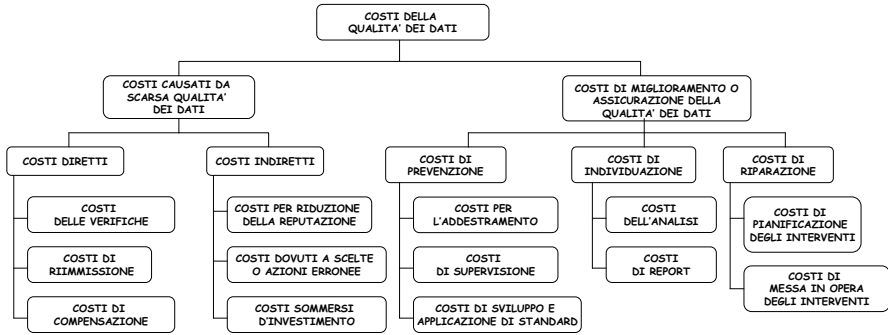 COSTI DELLA
QUALITA' DEI DATI
COSTI CAUSATI DA
SCARSA QUALITA'
DEI DATI
COSTI DI MIGLIORAMENTO O
ASSICURAZIONE DELLA
QUALITA' DEI DATI
COSTI DIRETTI
COSTI INDIRETTI
COSTI DI
PREVENZIONE
COSTI DI
INDIVIDUAZIONE
COSTI DI
RIPARAZIONE
COSTI
DELLE VERIFICHE
COSTI DI
RIIMMISSIONE
COSTI DI
COMPENSAZIONE
COSTI PER RIDUZIONE
DELLA REPUTAZIONE
COSTI DOVUTI A SCELTE
O AZIONI ERRONEE
COSTI SOMMERSI
D'INVESTIMENTO
COSTI PER
L'ADDESTRAMENTO
COSTI
DI SUPERVISIONE
COSTI DI SVILUPPO E
APPLICAZIONE DI STANDARD
COSTI
DELL'ANALISI
COSTI
DI REPORT
COSTI DI
PIANIFICAZIONE
DEGLI INTERVENTI
COSTI DI
MESSA IN OPERA
DEGLI INTERVENTI